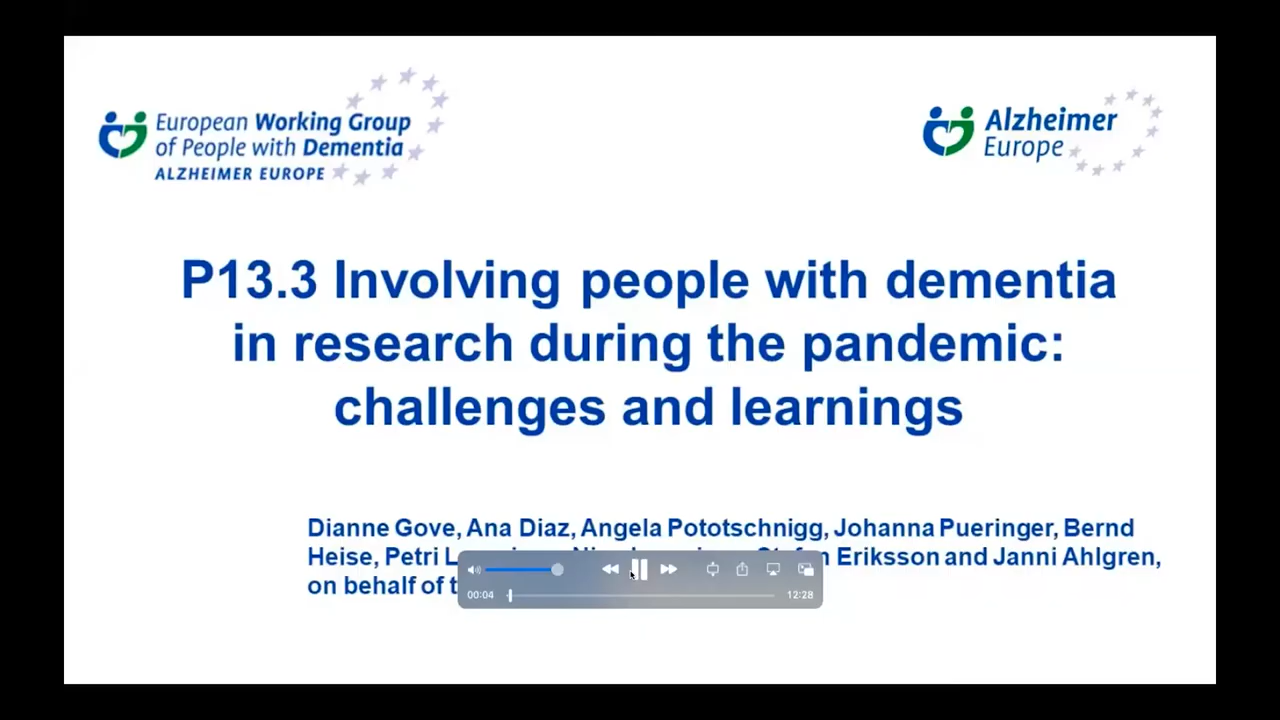 European Working Group
of People with Dementia
ALZHEIMER EUROPE
Alzheimer
Europe
P13.3 Involving people with dementia
in research during the pandemic:
challenges and learnings
Dianne Gove, Ana Diaz, Angela Pototschnigg, Johanna Pueringer, Bernd
Heise, Petri Eriksson and Janni Ahlgren,
on behalf of
00:04
12:28